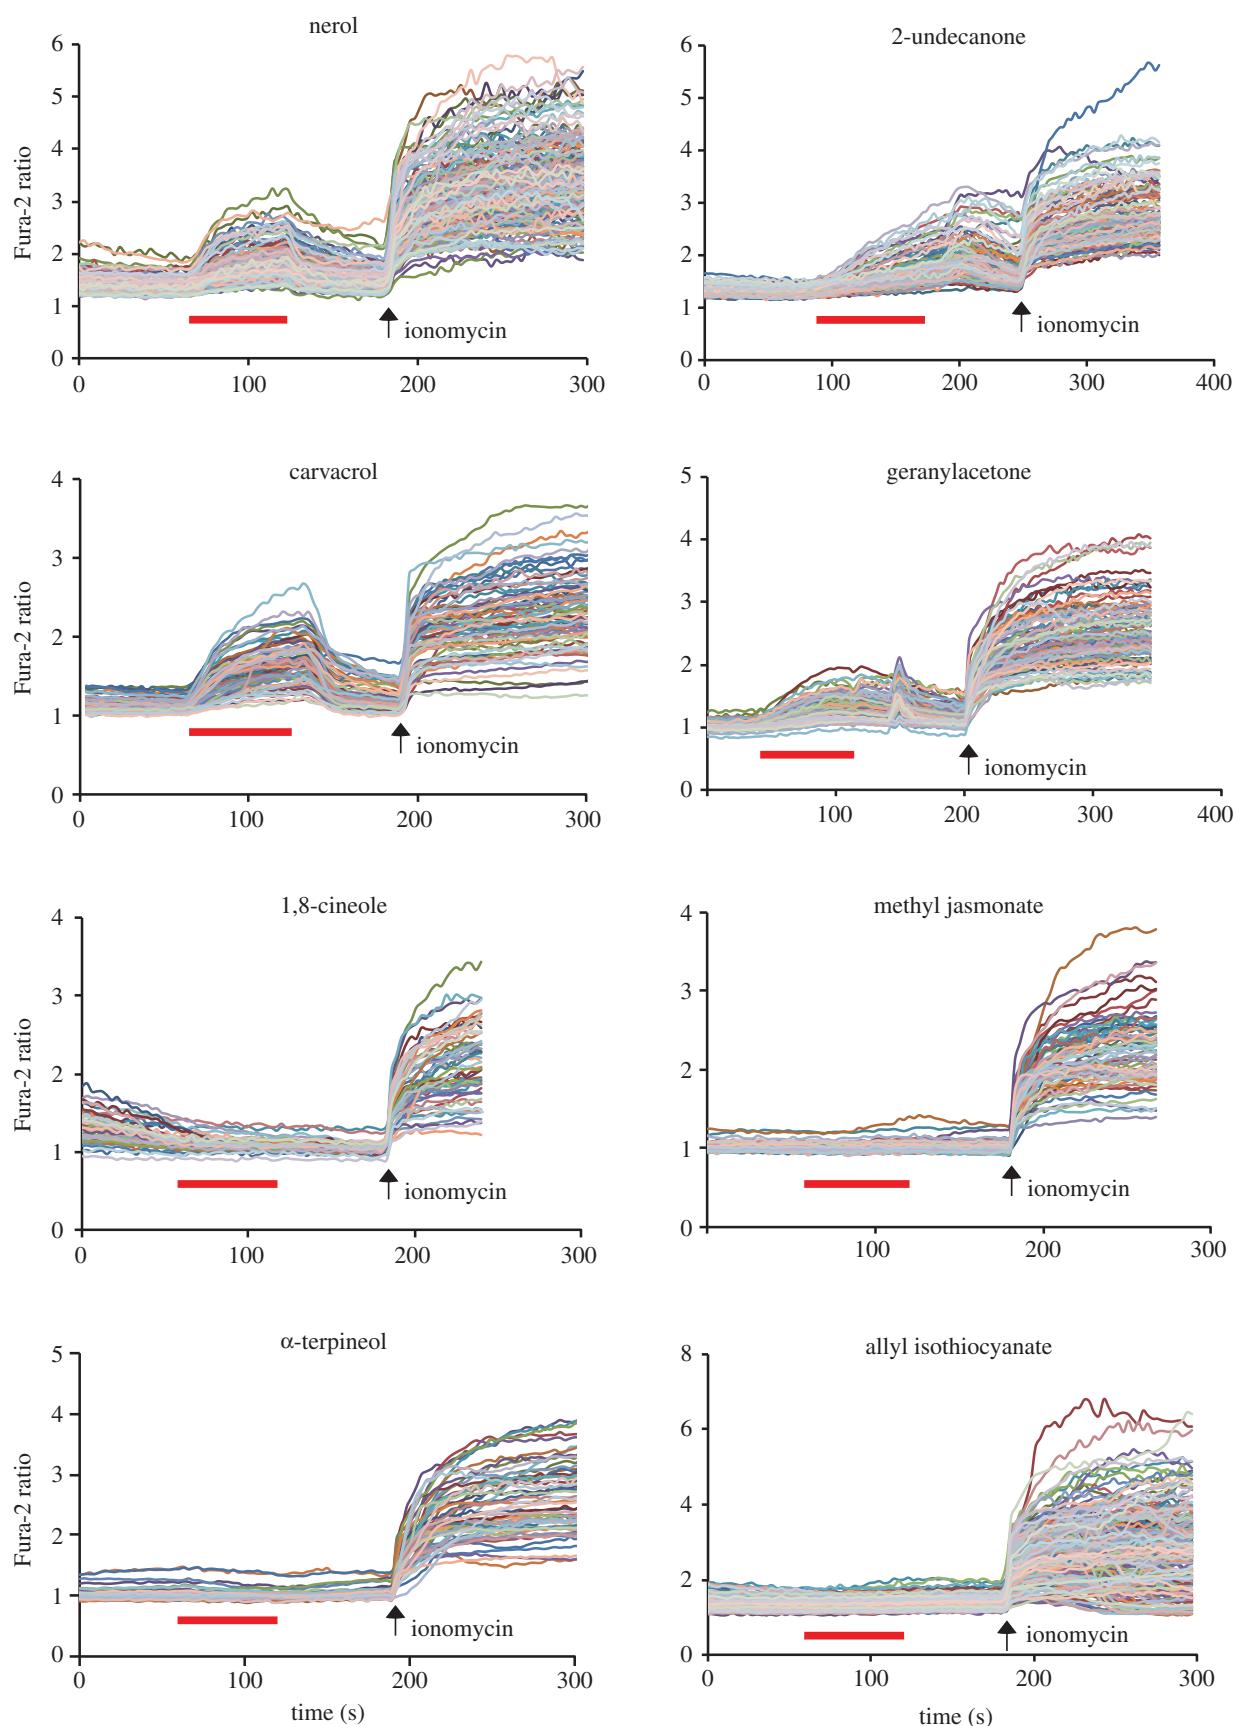 nerol
6
5
4
3
2
1
0
Fura-2 ratio
ionomycin
0 100 200 300
2-undecanone
6
5
4
3
2
1
0
ionomycin
0 100 200 300 400
carvacrol
4
3
2
1
0
Fura-2 ratio
ionomycin
0 100 200 300
geranylacetone
5
4
3
2
1
0
ionomycin
100 200 300 400
1,8-cineole
4
3
2
1
0
Fura-2 ratio
ionomycin
0 100 200 300
methyl jasmonate
4
3
2
1
0
ionomycin
100 200 300
α-terpineol
5
4
3
2
1
0
Fura-2 ratio
ionomycin
0 100 200 300
time (s)
allyl isothiocyanate
8
6
4
2
0
ionomycin
0 100 200 300
time (s)